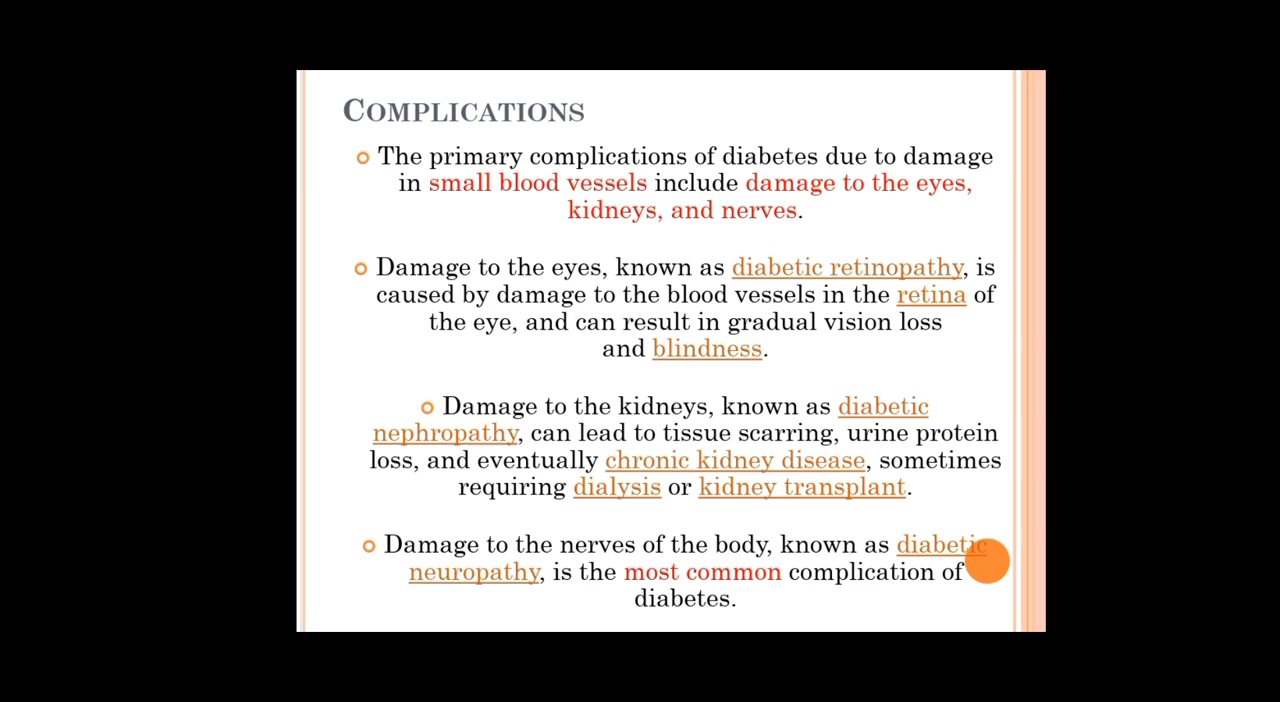 COMPLICATIONS
The primary complications of diabetes due to damage
in small blood vessels include damage to the eyes,
kidneys, and nerves.
Damage to the eyes, known as diabetic retinopathy, is
caused by damage to the blood vessels in the retina of
the eye, and can result in gradual vision loss
and blindness.
Damage to the kidneys, known as diabetic
nephropathy, can lead to tissue scarring, urine protein
loss, and eventually chronic kidney disease, sometimes
requiring dialysis or kidney transplant.
Damage to the nerves of the body, known as diabetic
neuropathy, is the most common complication of
diabetes.